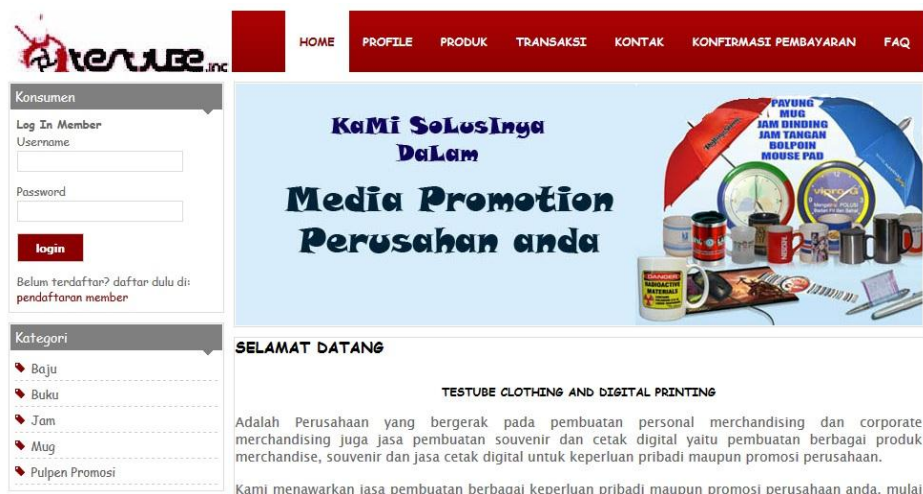 testube.inc
HOME PROFILE PRODUK TRANSAKSI KONTAK KONFIRMASI PEMBAYARAN FAQ
Konsumen
Log In Member
Username
Password
login
Belum terdaftar? daftar dulu di:
pendaftaran member
Kategori
Baju
Buku
Jam
Mug
Pulpen Promosi
KaMi SoLusInya
DaLam
Media Promotion
Perusahan anda
PAYUNG
MUG
JAM DINDING
JAM TANGAN
BOLPOIN
MOUSE PAD
DANGER
RADIOACTIVE
MATERIALS
SELAMAT DATANG
TESTUBE CLOTHING AND DIGITAL PRINTING
Adalah Perusahaan yang bergerak pada pembuatan personal merchandising dan corporate
merchandising juga jasa pembuatan souvenir dan cetak digital yaitu pembuatan berbagai produk
merchandise, souvenir dan jasa cetak digital untuk keperluan pribadi maupun promosi perusahaan.
Kami menawarkan jasa pembuatan berbagai keperluan pribadi maupun promosi perusahaan anda, mulai